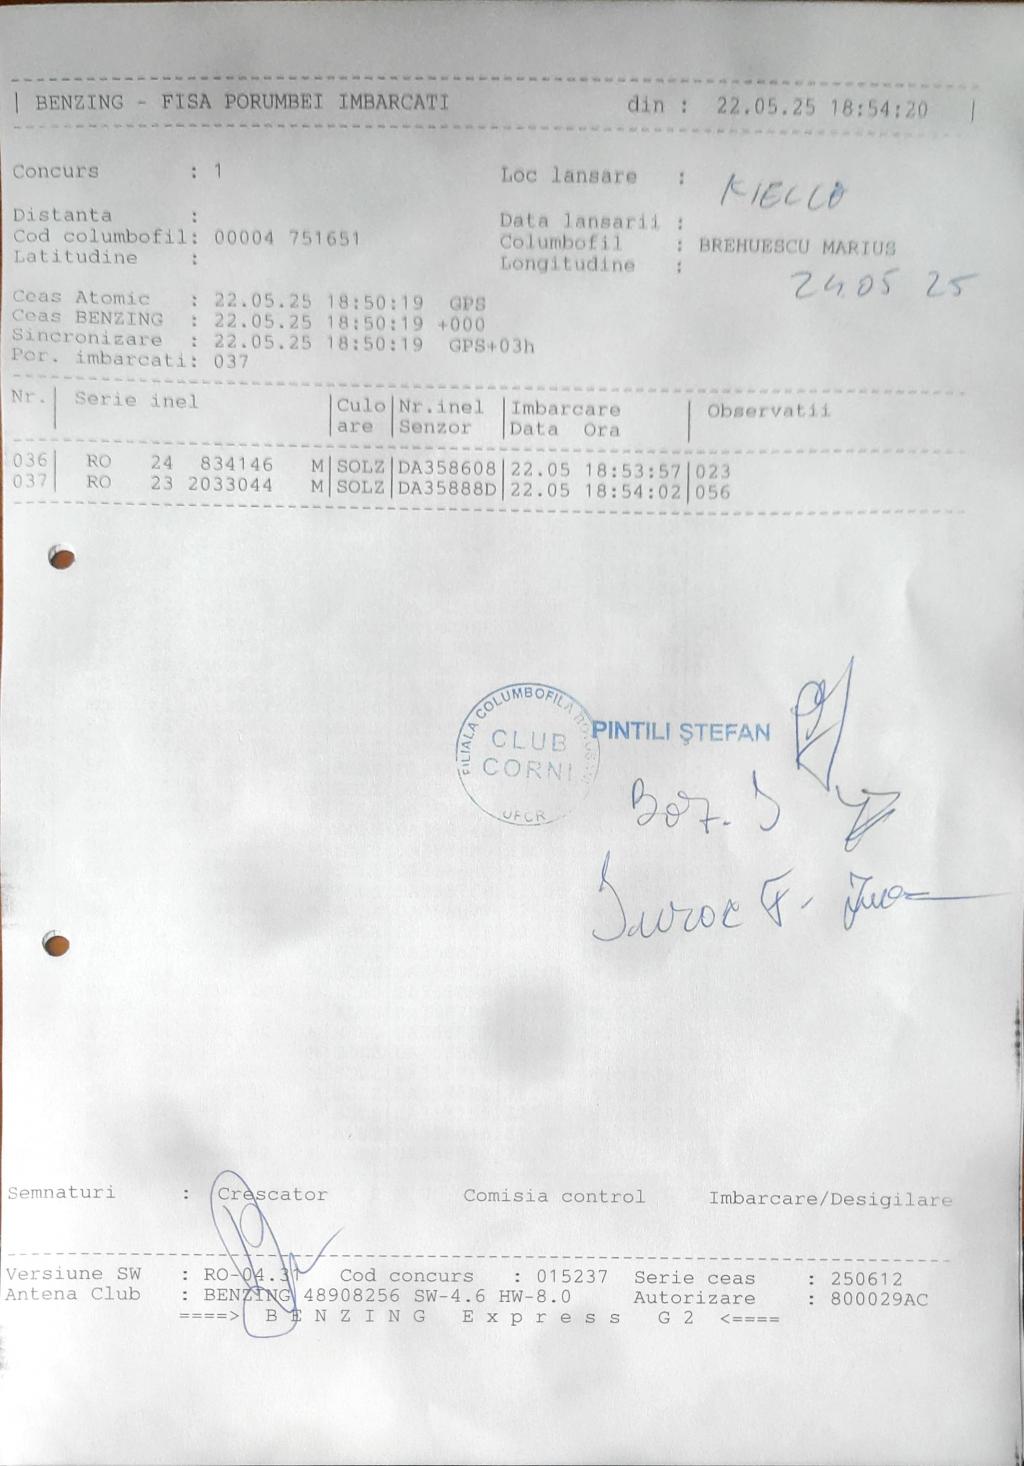 | BENZING - FISA PORUMBEI IMBARCATI din : 22.05.25 18:54:20 |
Concurs : 1 Loc lansare : KIELCE
Distanta : Data lansarii :
Cod columbofil: 00004 751651 Columbofil : BREHUESCU MARIUS
Latitudine : Longitudine :
24.05 25
Ceas Atomic : 22.05.25 18:50:19 GPS
Ceas BENZING : 22.05.25 18:50:19 +000
Sincronizare : 22.05.25 18:50:19 GPS+03h
Por. imbarcati: 037
Nr.| Serie inel |Culo|Nr.inel |Imbarcare | Observatii
| |are |Senzor |Data Ora |
036| RO 24 834146 M|SOLZ|DA358608|22.05 18:53:57|023
037| RO 23 2033044 M|SOLZ|DA35888D|22.05 18:54:02|056
FILIALA COLUMBOFILA BOTOSANI
CLUB
CORNI
UFCR
PINTILI ŞTEFAN
Semnaturi : Crescator Comisia control Imbarcare/Desigilare
Versiune SW : RO-04.31 Cod concurs : 015237 Serie ceas : 250612
Antena Club : BENZING 48908256 SW-4.6 HW-8.0 Autorizare : 800029AC
====> B E N Z I N G E x p r e s s G 2 <====